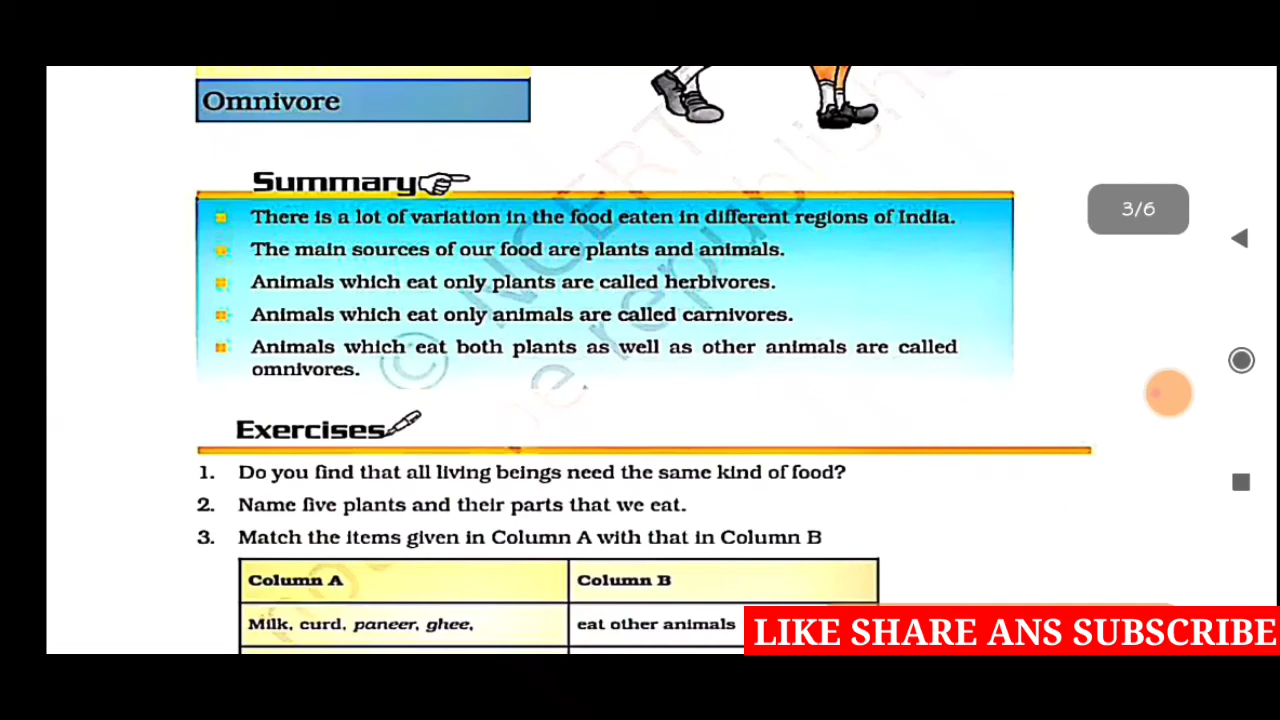 Omnivore
Summary
There is a lot of variation in the food eaten in different regions of India.
The main sources of our food are plants and animals.
Animals which eat only plants are called herbivores.
Animals which eat only animals are called carnivores.
Animals which eat both plants as well as other animals are called
omnivores.
3/6
Exercises
1. Do you find that all living beings need the same kind of food?
2. Name five plants and their parts that we eat.
3. Match the items given in Column A with that in Column B
Column A Column B
Milk, curd, paneer, ghee, eat other animals
LIKE SHARE ANS SUBSCRIBE
© NCERT
be republish
no